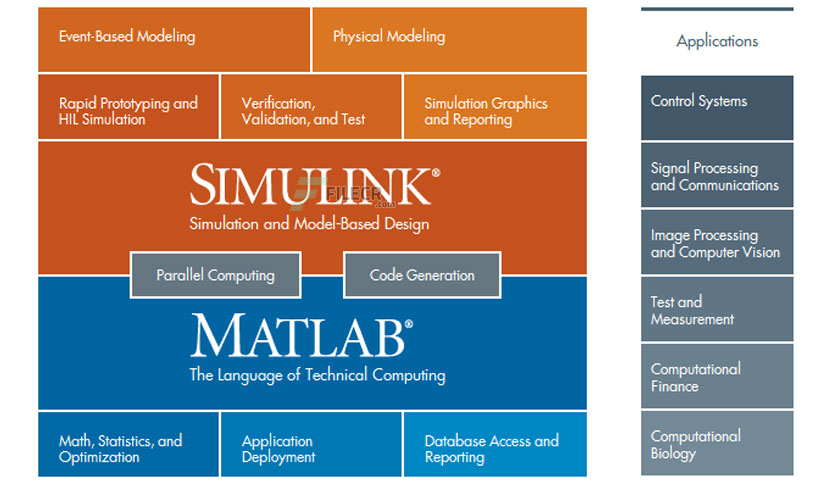 Event-Based Modeling
Physical Modeling
Rapid Prototyping and
HIL Simulation
Verification,
Validation, and Test
Simulation Graphics
and Reporting
SIMULINK®
FILECR
.com
Simulation and Model-Based Design
Parallel Computing
Code Generation
MATLAB®
The Language of Technical Computing
Math, Statistics, and
Optimization
Application
Deployment
Database Access and
Reporting
Applications
Control Systems
Signal Processing
and Communications
Image Processing
and Computer Vision
Test and
Measurement
Computational
Finance
Computational
Biology